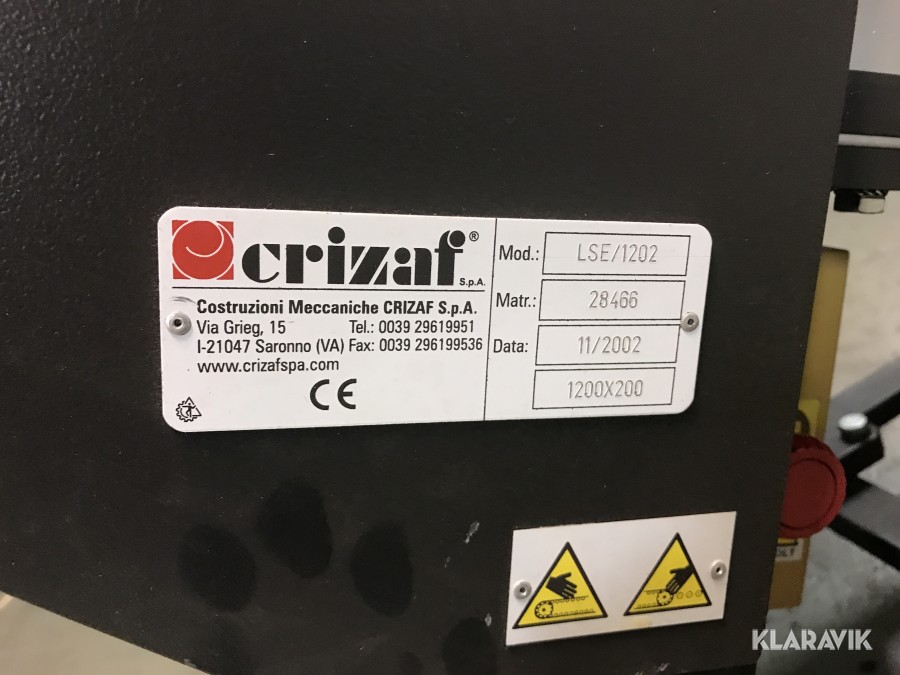 crizaf®
S.p.A.
Costruzioni Meccaniche CRIZAF S.p.A.
Via Grieg, 15 Tel.: 0039 29619951
I-21047 Saronno (VA) Fax: 0039 296199536
www.crizafspa.com
CE
Mod.: LSE/1202
Matr.: 28466
Data: 11/2002
1200X200
KLARAVIK